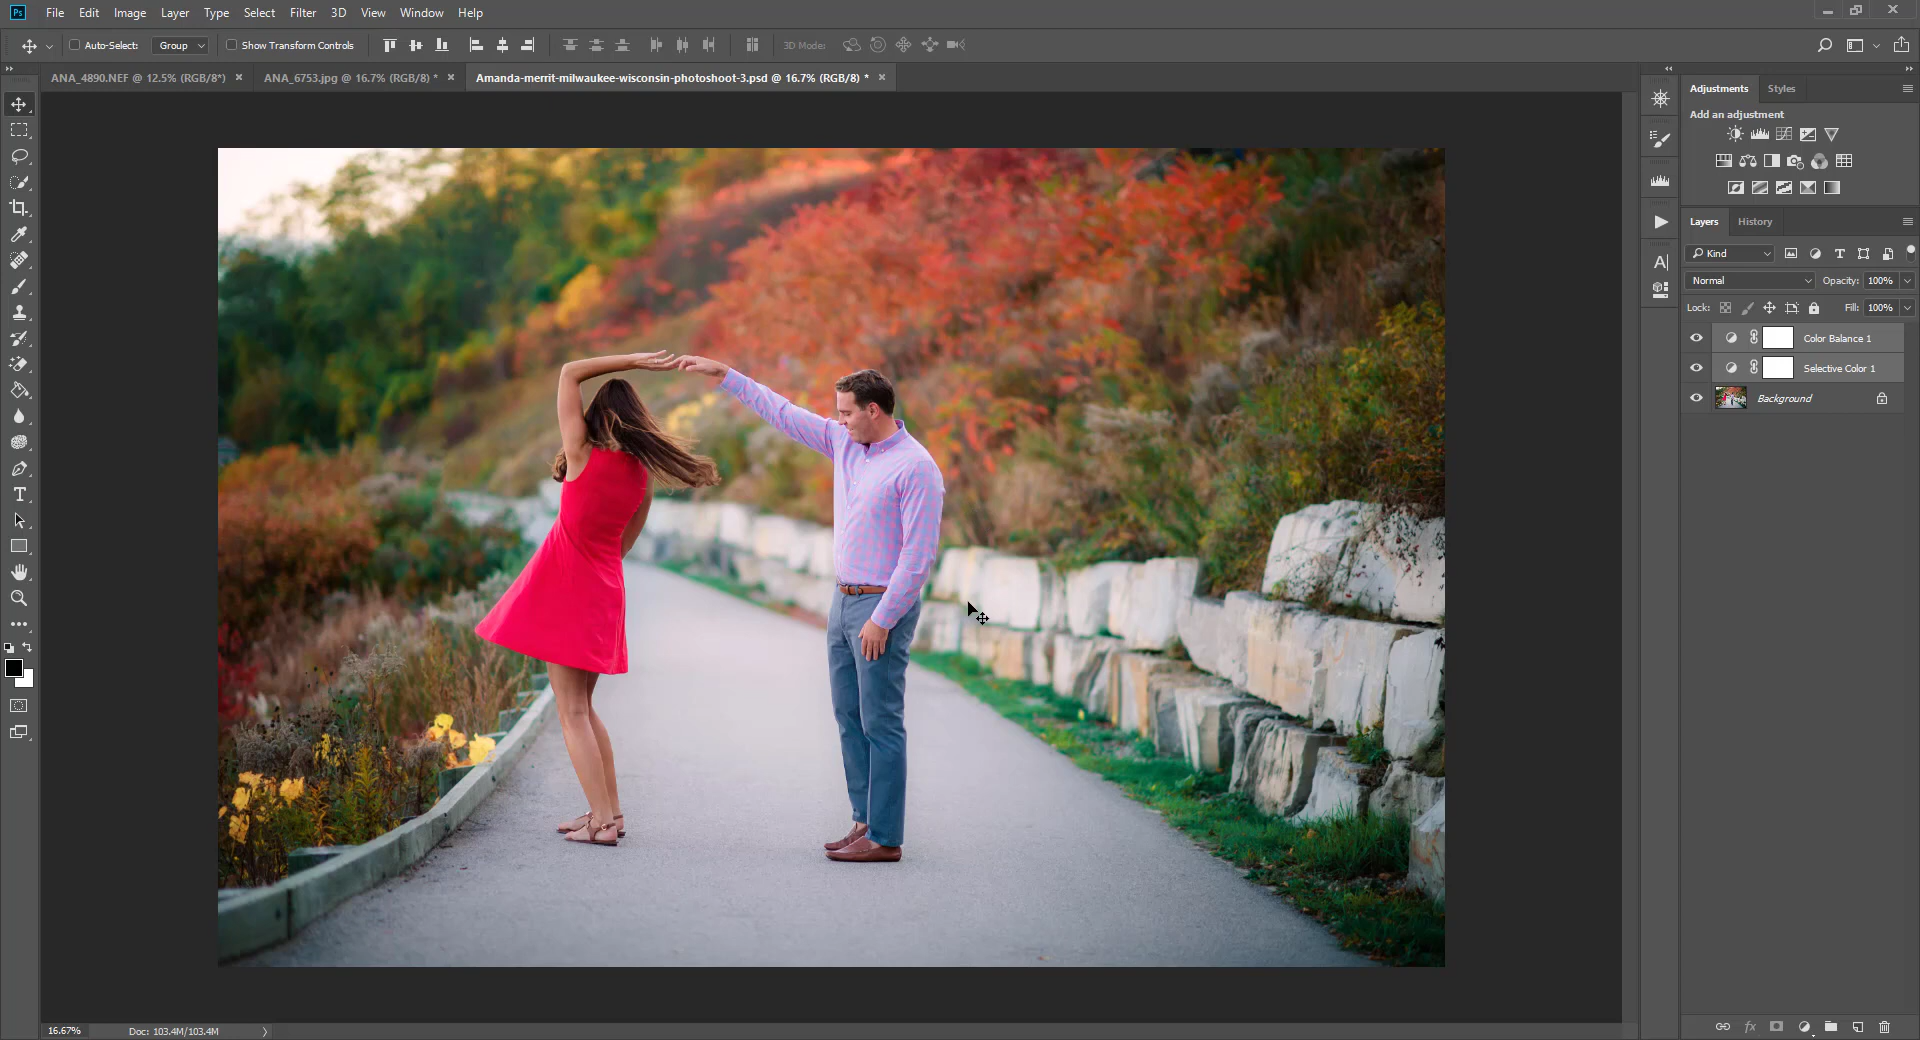 Ps File Edit Image Layer Type Select Filter 3D View Window Help
Auto-Select: Group Show Transform Controls 3D Mode:
ANA_4890.NEF @ 12.5% (RGB/8*) × ANA_6753.jpg @ 16.7% (RGB/8) * × Amanda-merrit-milwaukee-wisconsin-photoshoot-3.psd @ 16.7% (RGB/8) * ×
Adjustments Styles
Add an adjustment
Layers History
Kind
Normal Opacity: 100%
Lock: Fill: 100%
Color Balance 1
Selective Color 1
Background
16.67% Doc: 103.4M/103.4M